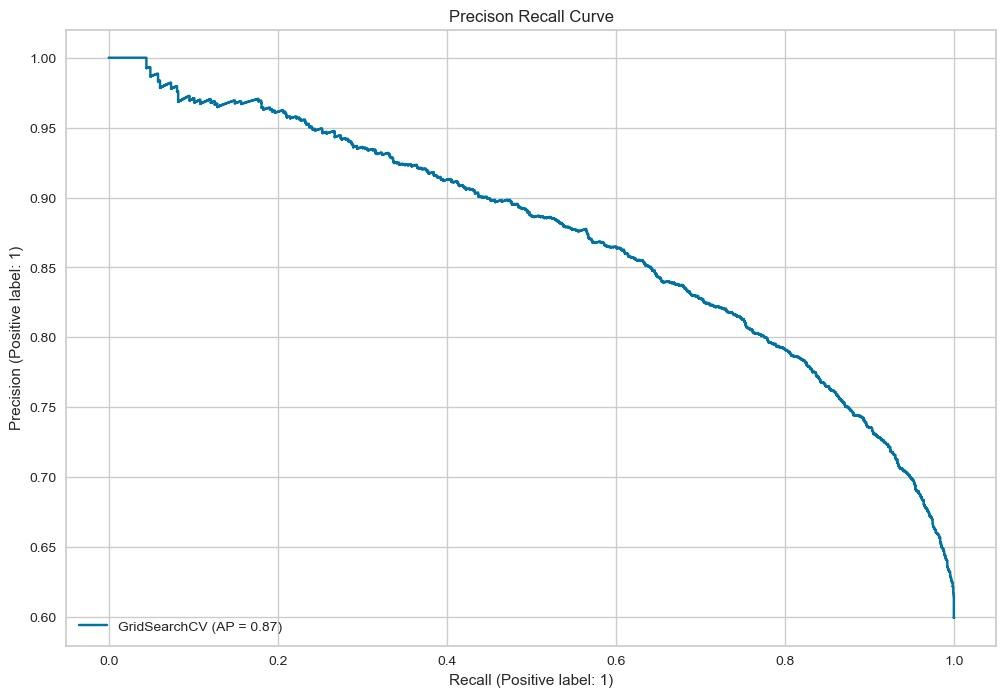 Precison Recall Curve
1.00
0.95
0.90
0.85
0.80
0.75
0.70
0.65
0.60
Precision (Positive label: 1)
GridSearchCV (AP = 0.87)
0.0 0.2 0.4 0.6 0.8 1.0
Recall (Positive label: 1)